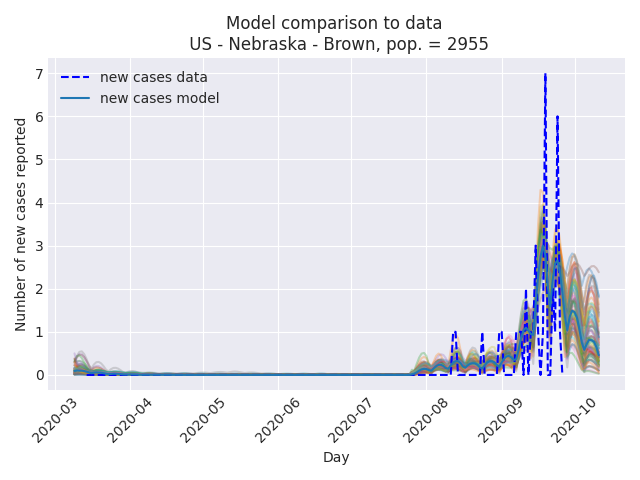 Model comparison to data
US - Nebraska - Brown, pop. = 2955
new cases data
new cases model
Number of new cases reported
7
6
5
4
3
2
1
0
2020-03
2020-04
2020-05
2020-06
2020-07
2020-08
2020-09
2020-10
Day